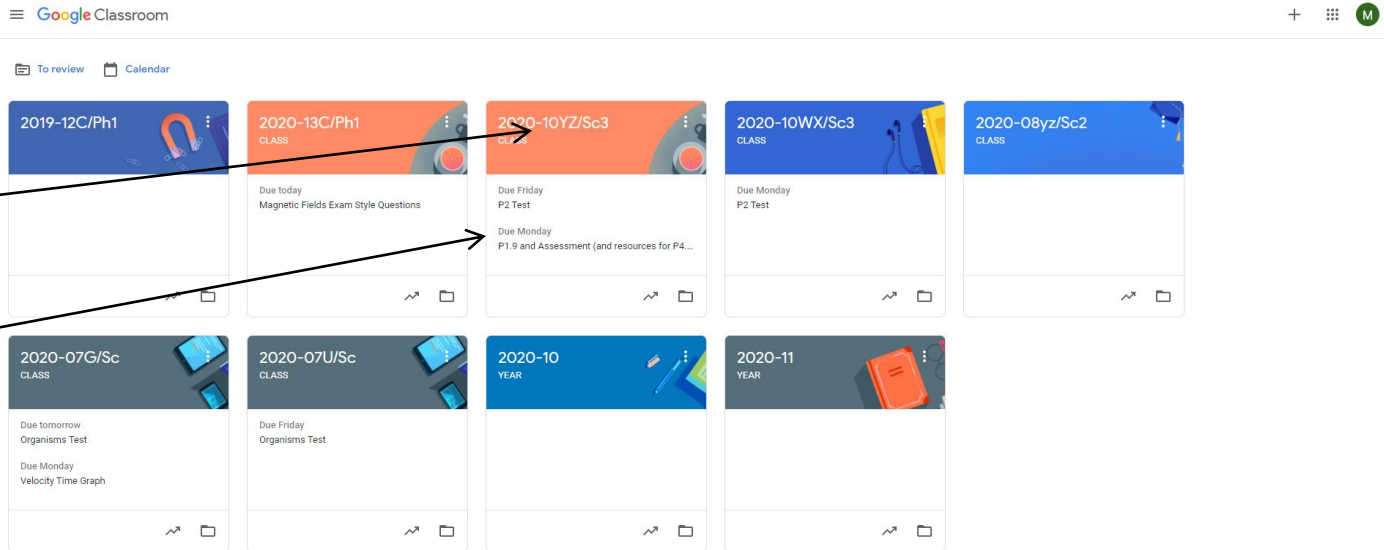 Google Classroom
M
To review Calendar
2019-12C/Ph1
2020-13C/Ph1
CLASS
Due today
Magnetic Fields Exam Style Questions
2020-10YZ/Sc3
CLASS
Due Friday
P2 Test
Due Monday
P1.9 and Assessment (and resources for P4...
2020-10WX/Sc3
CLASS
Due Monday
P2 Test
2020-08yz/Sc2
CLASS
2020-07G/Sc
CLASS
Due tomorrow
Organisms Test
Due Monday
Velocity Time Graph
2020-07U/Sc
CLASS
Due Friday
Organisms Test
2020-10
YEAR
2020-11
YEAR